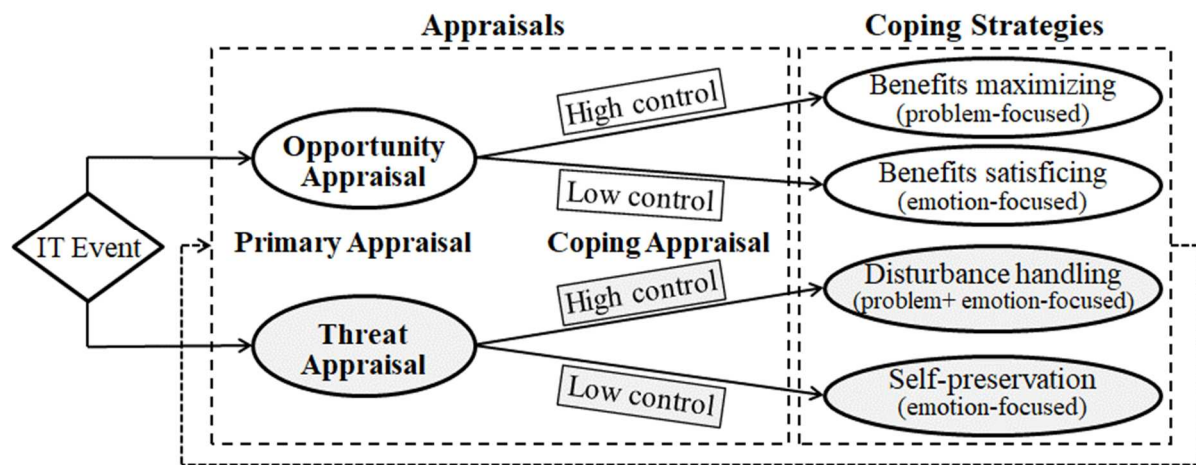 Appraisals
Coping Strategies
IT Event
Opportunity
Appraisal
High control
Low control
Benefits maximizing
(problem-focused)
Benefits satisficing
(emotion-focused)
Primary Appraisal
Coping Appraisal
Threat
Appraisal
High control
Low control
Disturbance handling
(problem+ emotion-focused)
Self-preservation
(emotion-focused)